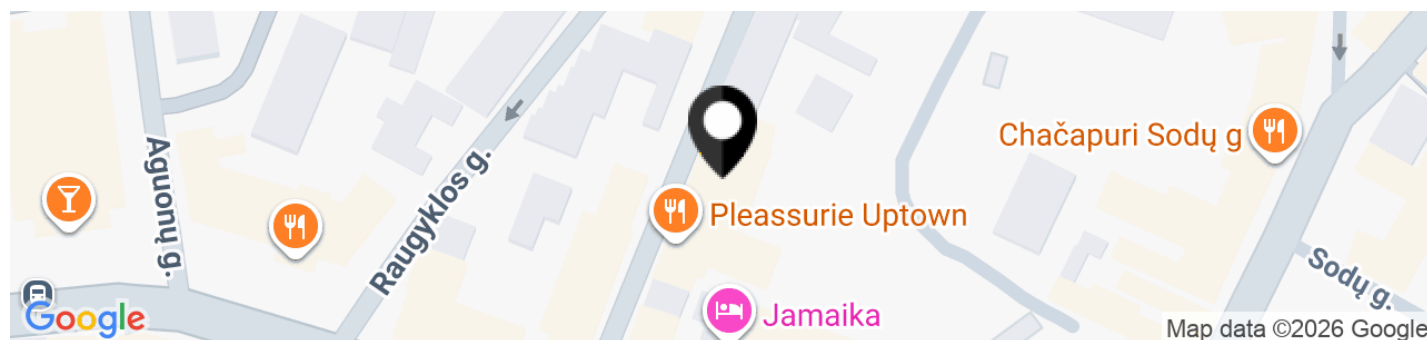 Chačapuri Sodų g
Aguonų g.
Raugyklos g.
Pleassurie Uptown
Sodų g.
Jamaika
Google
Map data ©2026 Google